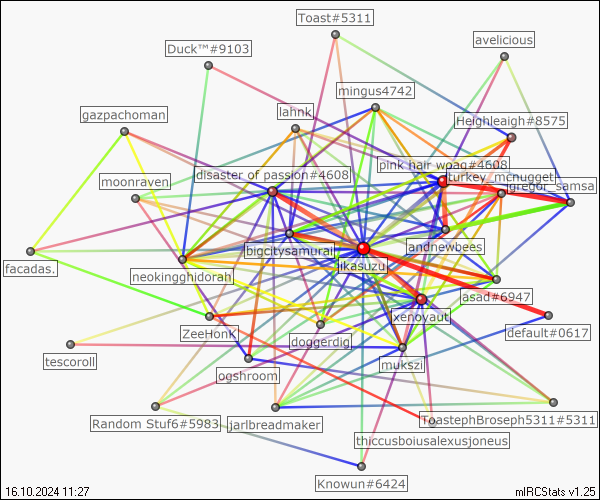 Toast#5311
avelicious
Duck™#9103
mingus4742
lahnk
Heighleaigh#8575
gazpachoman
pink hair woag#4608
disaster of passion#4608
turkey_mcnugget
moonraven
gregor_samsa
andnewbees
bigcitysamurai
likasuzu
facadas.
neokingghidorah
asad#6947
xenoyaut
default#0617
ZeeHonk
doggerdig
tescoroll
mukszi
ogshroom
Random Stuf6#5983
jarlbreadmaker
ToastephBroseph5311#5311
thiccusboiusalexusjoneus
Knowun#6424
16.10.2024 11:27
mIRCStats v1.25